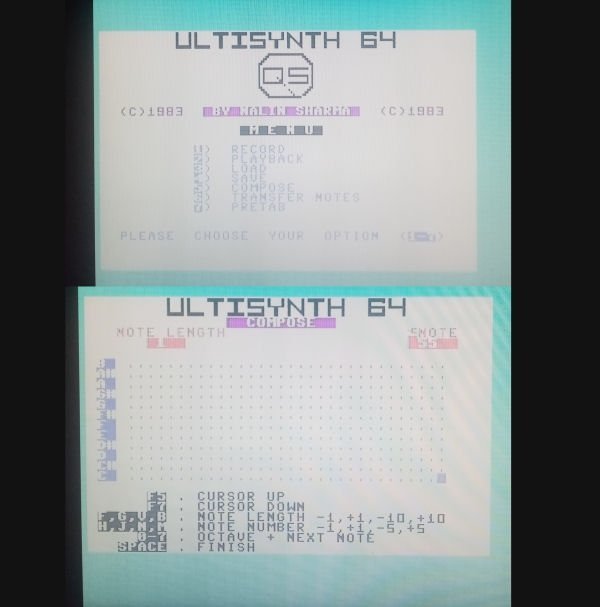 ULTISYNTH 64
QS
(C)1983 BY NALIN SHARMA (C)1983
MENU
1) RECORD
2) PLAYBACK
3) LOAD
4) SAVE
5) COMPOSE
6) TRANSFER NOTES
7) PRETAB
PLEASE CHOOSE YOUR OPTION (1-7)
ULTISYNTH 64
COMPOSE
NOTE LENGTH NOTE
1 55
B
A#
A
G#
G
F#
F
E
D#
D
C#
C
F5 . CURSOR UP
F7 . CURSOR DOWN
F,G,V,B . NOTE LENGTH -1,+1,-10,+10
H,J,N,M . NOTE NUMBER -1,+1,-5,+5
0-7 . OCTAVE + NEXT NOTE
SPACE . FINISH